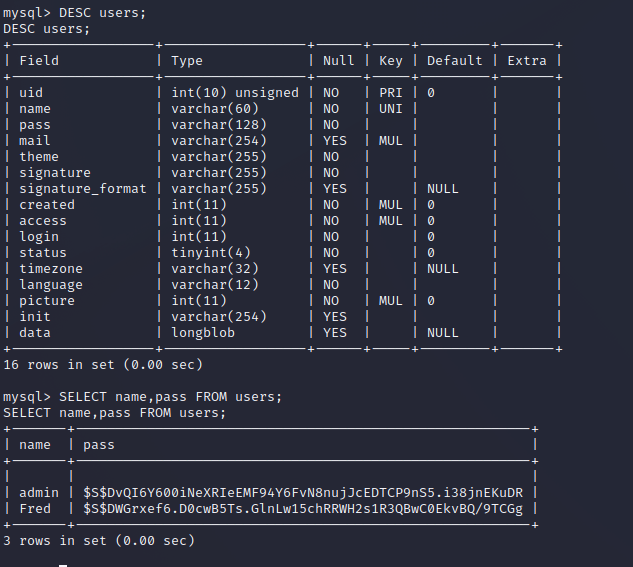 mysql> DESC users;
DESC users;
+------------------+------------------+------+-----+---------+-------+
| Field            | Type             | Null | Key | Default | Extra |
+------------------+------------------+------+-----+---------+-------+
| uid              | int(10) unsigned | NO   | PRI | 0       |       |
| name             | varchar(60)      | NO   | UNI |         |       |
| pass             | varchar(128)     | NO   |     |         |       |
| mail             | varchar(254)     | YES  | MUL |         |       |
| theme            | varchar(255)     | NO   |     |         |       |
| signature        | varchar(255)     | NO   |     |         |       |
| signature_format | varchar(255)     | YES  |     | NULL    |       |
| created          | int(11)          | NO   | MUL | 0       |       |
| access           | int(11)          | NO   | MUL | 0       |       |
| login            | int(11)          | NO   |     | 0       |       |
| status           | tinyint(4)       | NO   |     | 0       |       |
| timezone         | varchar(32)      | YES  |     | NULL    |       |
| language         | varchar(12)      | NO   |     |         |       |
| picture          | int(11)          | NO   | MUL | 0       |       |
| init             | varchar(254)     | YES  |     |         |       |
| data             | longblob         | YES  |     | NULL    |       |
+------------------+------------------+------+-----+---------+-------+
16 rows in set (0.00 sec)
mysql> SELECT name,pass FROM users;
SELECT name,pass FROM users;
+-------+---------------------------------------------------------+
| name  | pass                                                    |
+-------+---------------------------------------------------------+
|       |                                                         |
| admin | $S$DvQI6Y600iNeXRIeEMF94Y6FvN8nujJcEDTCP9nS5.i38jnEKuDR |
| Fred  | $S$DWGrxef6.D0cwB5Ts.GlnLw15chRRWH2s1R3QBwC0EkvBQ/9TCGg |
+-------+---------------------------------------------------------+
3 rows in set (0.00 sec)